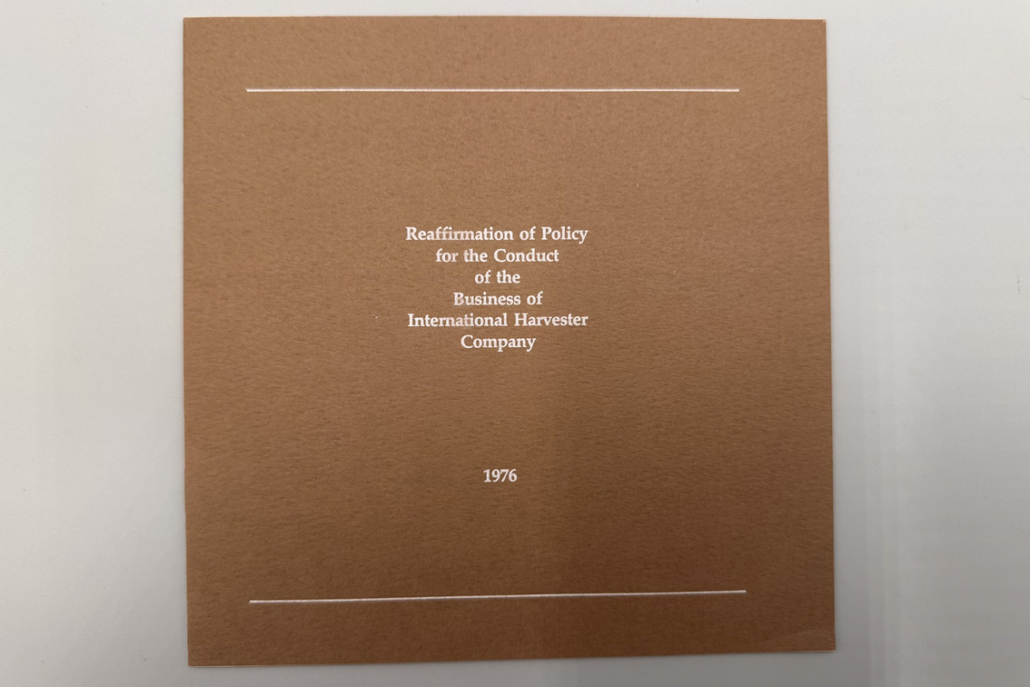 Reaffirmation of Policy
for the Conduct
of the
Business of
International Harvester
Company
1976